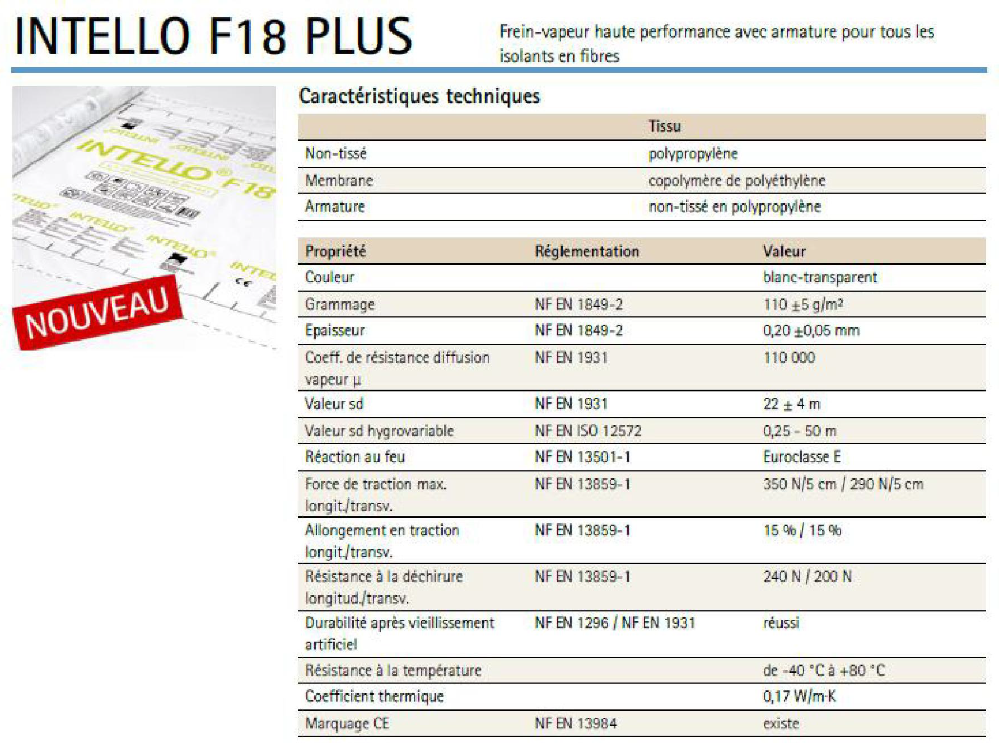 INTELLO F18 PLUS
Frein-vapeur haute performance avec armature pour tous les
isolants en fibres
INTELLO
INTELLO
INTELLO
INTELLO® F18
INTELLO®
INTELLO®
INTELLO®
CE
NOUVEAU
Caractéristiques techniques
Tissu
Non-tissé polypropylène
Membrane copolymère de polyéthylène
Armature non-tissé en polypropylène
Propriété Réglementation Valeur
Couleur blanc-transparent
Grammage NF EN 1849-2 110 ±5 g/m²
Epaisseur NF EN 1849-2 0,20 ±0,05 mm
Coeff. de résistance diffusion NF EN 1931 110 000
vapeur µ
Valeur sd NF EN 1931 22 ± 4 m
Valeur sd hygrovariable NF EN ISO 12572 0,25 - 50 m
Réaction au feu NF EN 13501-1 Euroclasse E
Force de traction max. NF EN 13859-1 350 N/5 cm / 290 N/5 cm
longit./transv.
Allongement en traction NF EN 13859-1 15 % / 15 %
longit./transv.
Résistance à la déchirure NF EN 13859-1 240 N / 200 N
longitud./transv.
Durabilité après vieillissement NF EN 1296 / NF EN 1931 réussi
artificiel
Résistance à la température de -40 °C à +80 °C
Coefficient thermique 0,17 W/m·K
Marquage CE NF EN 13984 existe